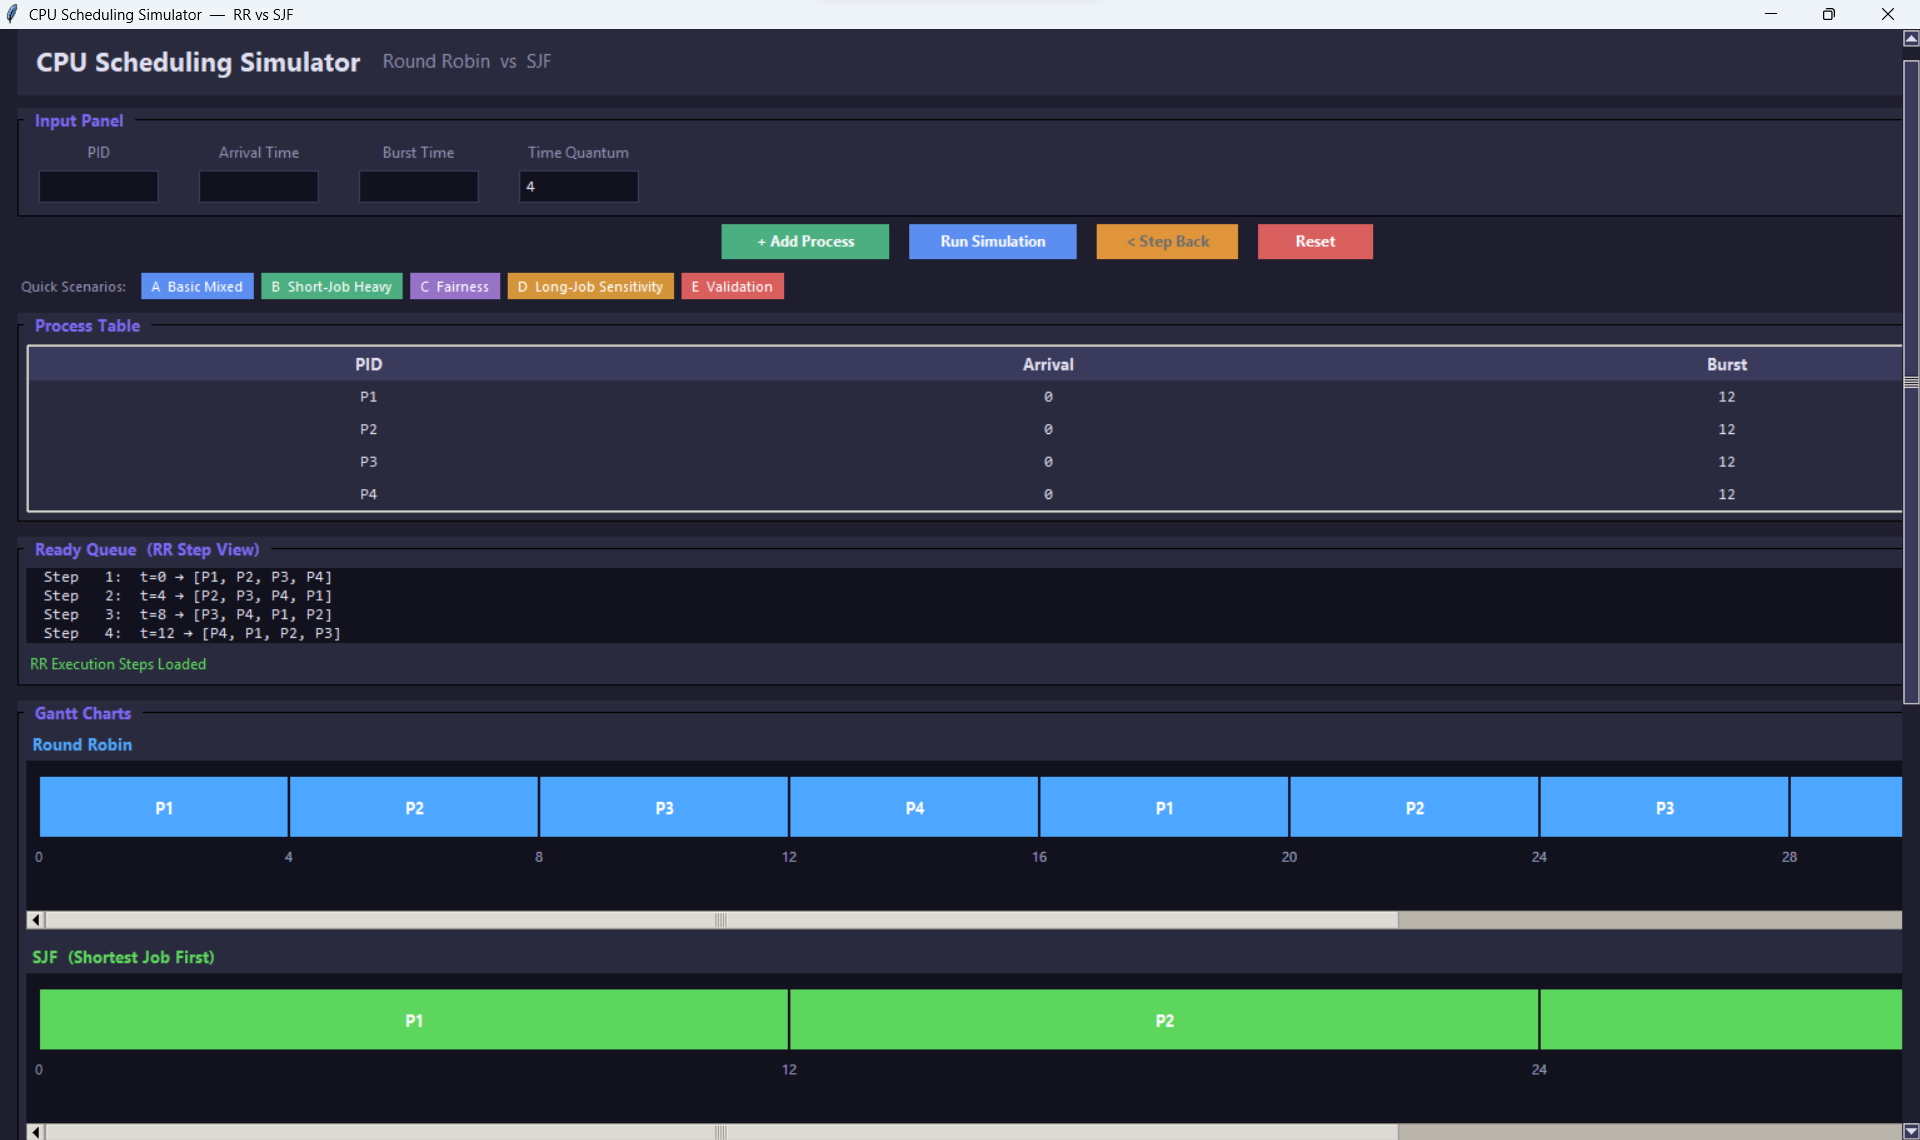 CPU Scheduling Simulator — RR vs SJF
CPU Scheduling Simulator Round Robin vs SJF
Input Panel
PID Arrival Time Burst Time Time Quantum
4
+ Add Process Run Simulation < Step Back Reset
Quick Scenarios: A Basic Mixed B Short-Job Heavy C Fairness D Long-Job Sensitivity E Validation
Process Table
PID Arrival Burst
P1 0 12
P2 0 12
P3 0 12
P4 0 12
Ready Queue (RR Step View)
Step 1: t=0 → [P1, P2, P3, P4]
Step 2: t=4 → [P2, P3, P4, P1]
Step 3: t=8 → [P3, P4, P1, P2]
Step 4: t=12 → [P4, P1, P2, P3]
RR Execution Steps Loaded
Gantt Charts
Round Robin
P1 P2 P3 P4 P1 P2 P3
0 4 8 12 16 20 24 28
SJF (Shortest Job First)
P1 P2
0 12 24